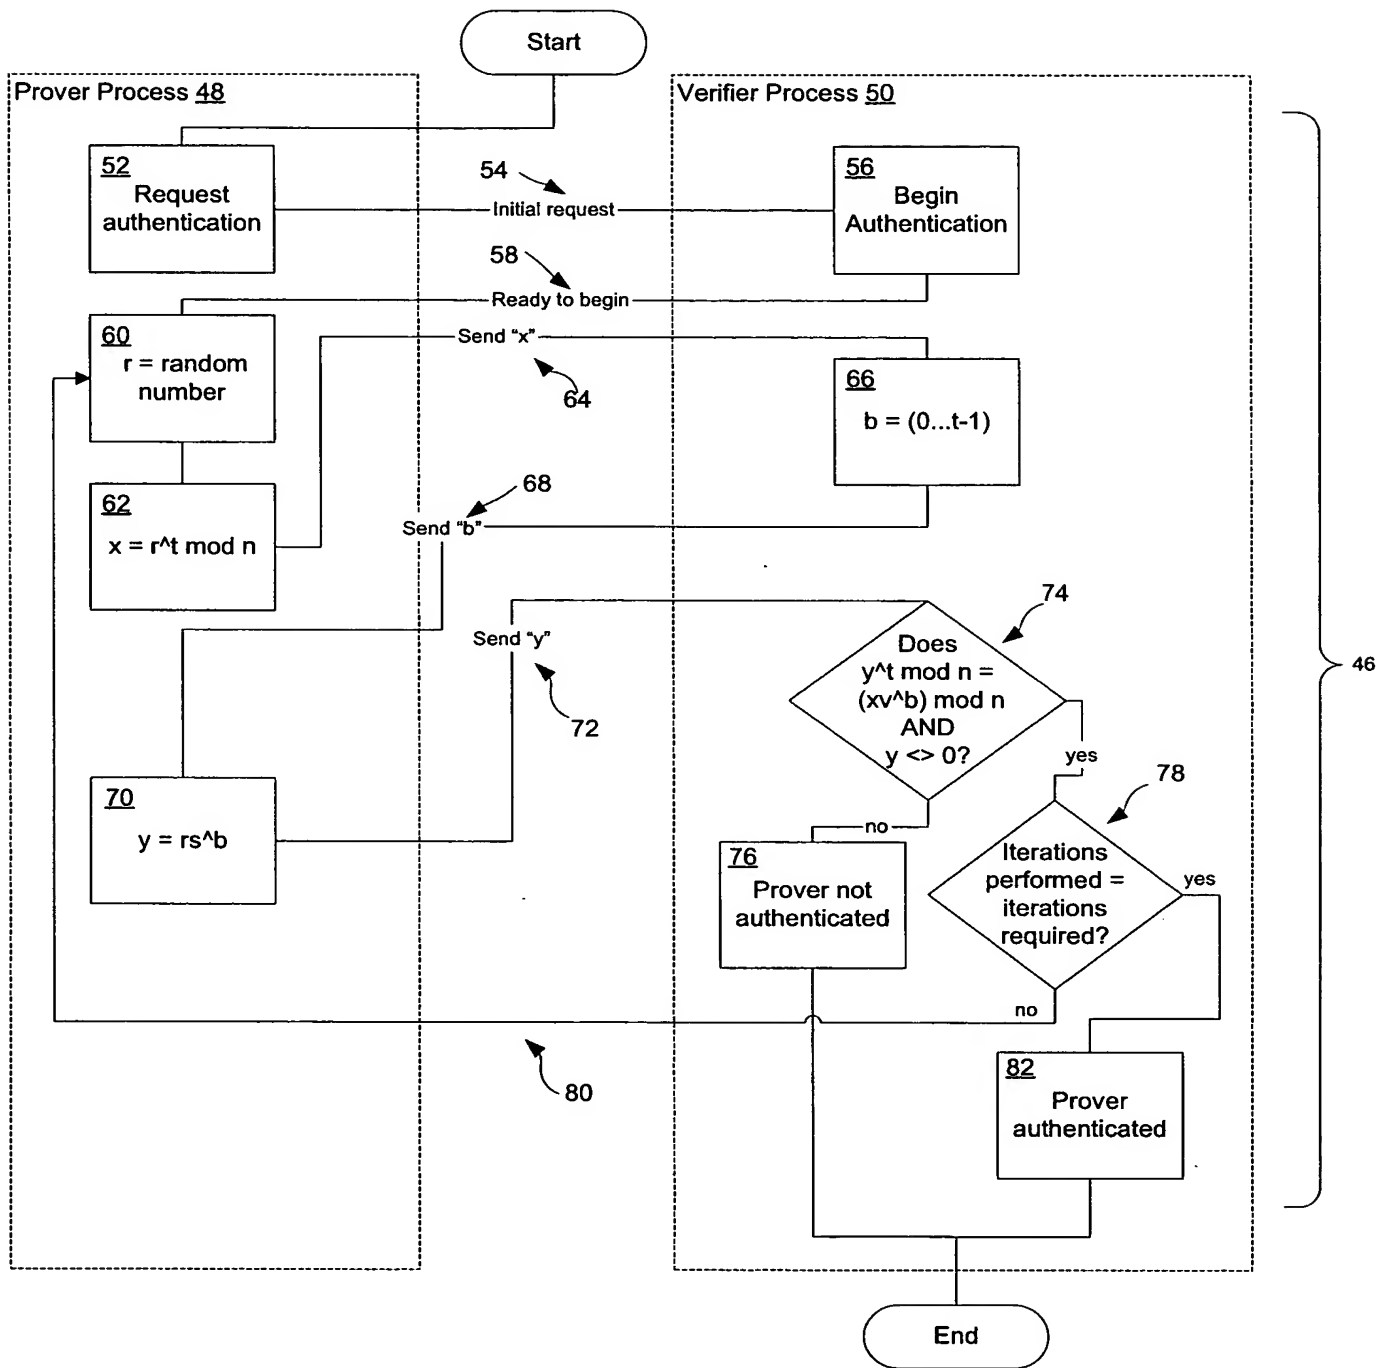 Start
Prover Process 48
Verifier Process 50
52
Request
authentication
54
Initial request
56
Begin
Authentication
58
Ready to begin
60
r = random
number
Send “x”
64
66
b = (0...t-1)
62
x = r^t mod n
68
Send “b”
Send “y”
72
74
Does
y^t mod n =
(xv^b) mod n
AND
y <> 0?
46
yes
no
70
y = rs^b
76
Prover not
authenticated
78
Iterations
performed =
iterations
required?
yes
no
80
82
Prover
authenticated
End